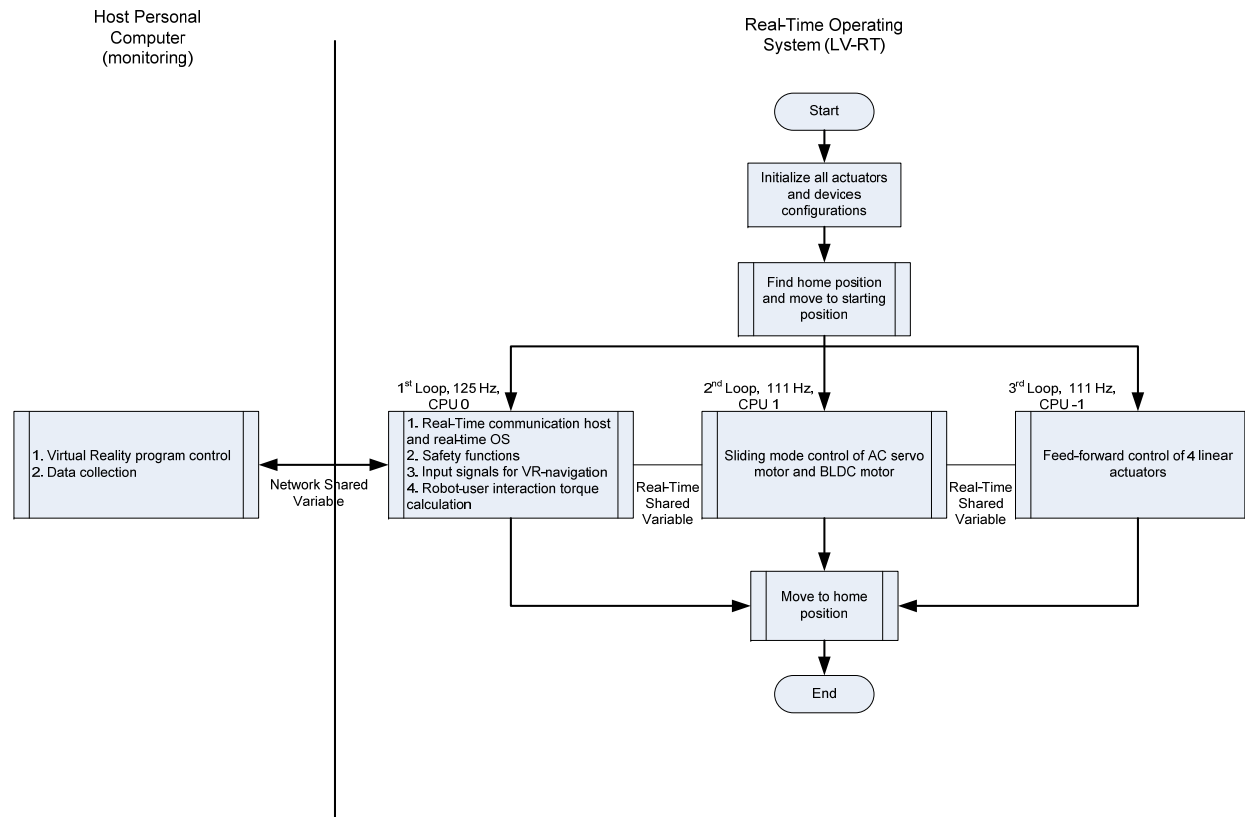 Host Personal
Computer
(monitoring)
Real-Time Operating
System (LV-RT)
Start
Initialize all actuators
and devices
configurations
Find home position
and move to starting
position
1st Loop, 125 Hz,
CPU 0
2nd Loop, 111 Hz,
CPU 1
3rd Loop, 111 Hz,
CPU -1
1. Virtual Reality program control
2. Data collection
Network Shared
Variable
1. Real-Time communication host
and real-time OS
2. Safety functions
3. Input signals for VR-navigation
4. Robot-user interaction torque
calculation
Real-Time
Shared
Variable
Sliding mode control of AC servo
motor and BLDC motor
Real-Time
Shared
Variable
Feed-forward control of 4 linear
actuators
Move to home
position
End